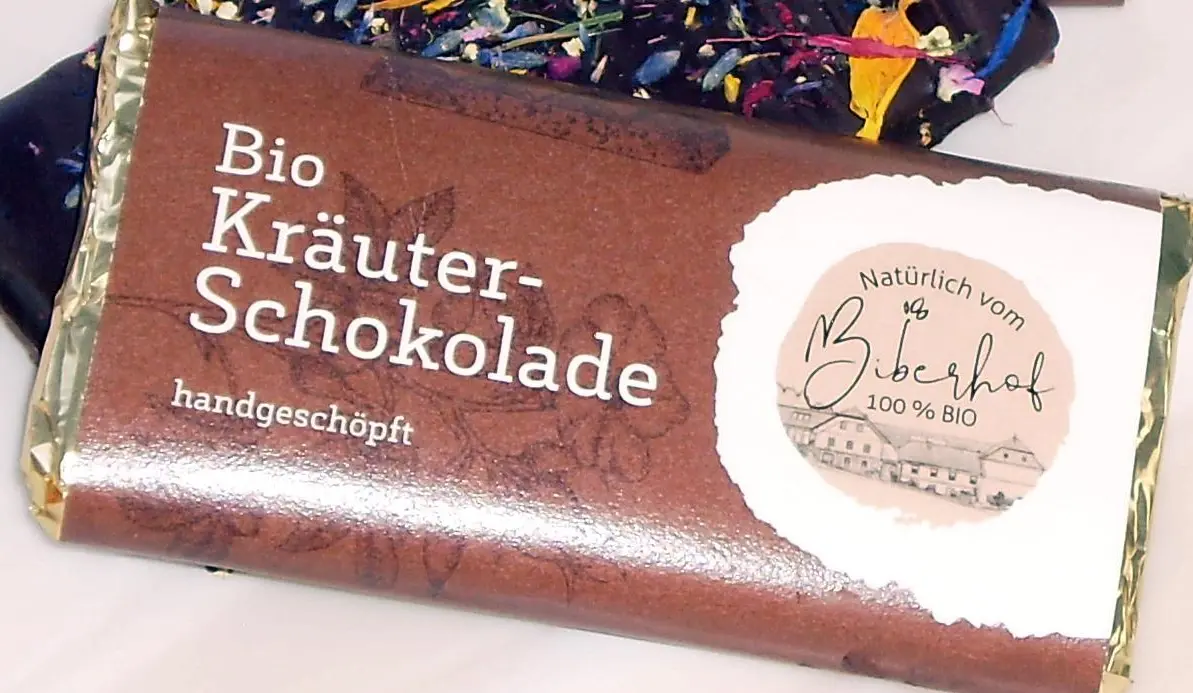 Bio
Kräuter-
Schokolade
handgeschöpft
Natürlich vom
Biberhof
100 % BIO